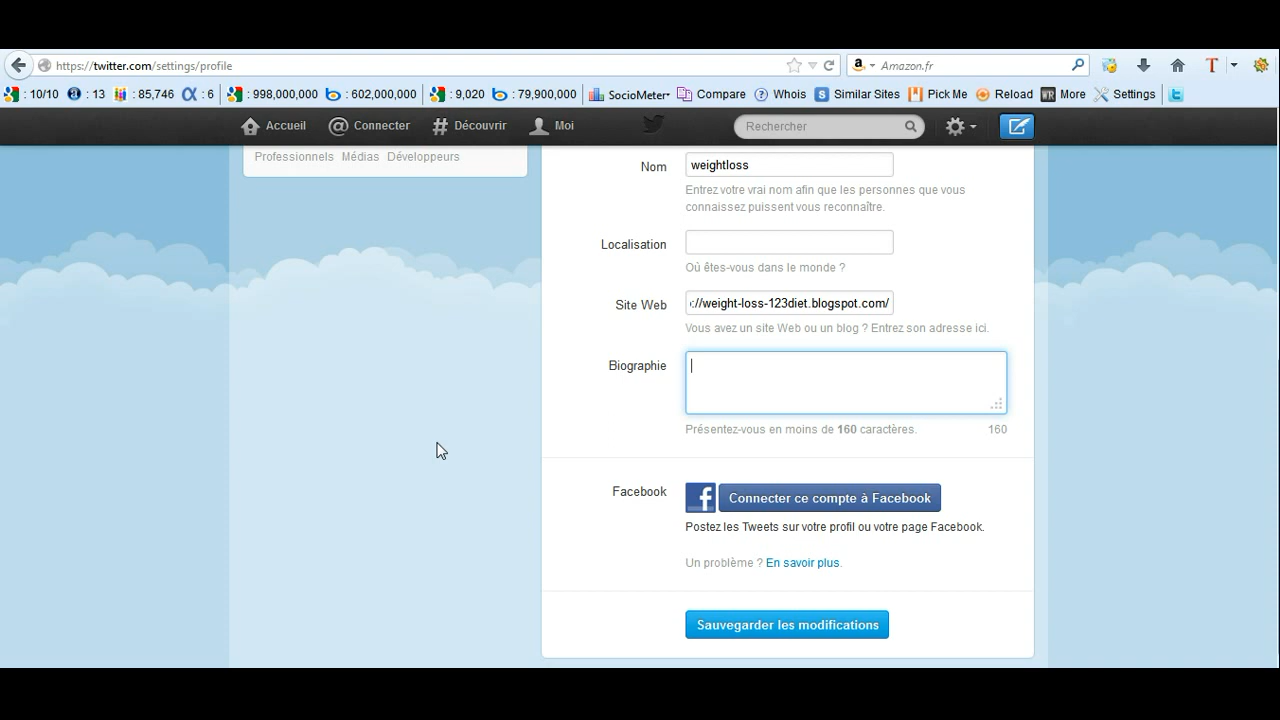 https://twitter.com/settings/profile
Amazon.fr
: 10/10 : 13 : 85,746 : 6 : 998,000,000 : 602,000,000 : 9,020 : 79,900,000 SocioMeter Compare Whois Similar Sites Pick Me Reload More Settings
Accueil Connecter Découvrir Moi Rechercher
Professionnels Médias Développeurs
Nom weightloss
Entrez votre vrai nom afin que les personnes que vous
connaissez puissent vous reconnaître.
Localisation
Où êtes-vous dans le monde ?
Site Web ://weight-loss-123diet.blogspot.com/
Vous avez un site Web ou un blog ? Entrez son adresse ici.
Biographie
Présentez-vous en moins de 160 caractères. 160
Facebook Connecter ce compte à Facebook
Postez les Tweets sur votre profil ou votre page Facebook.
Un problème ? En savoir plus.
Sauvegarder les modifications